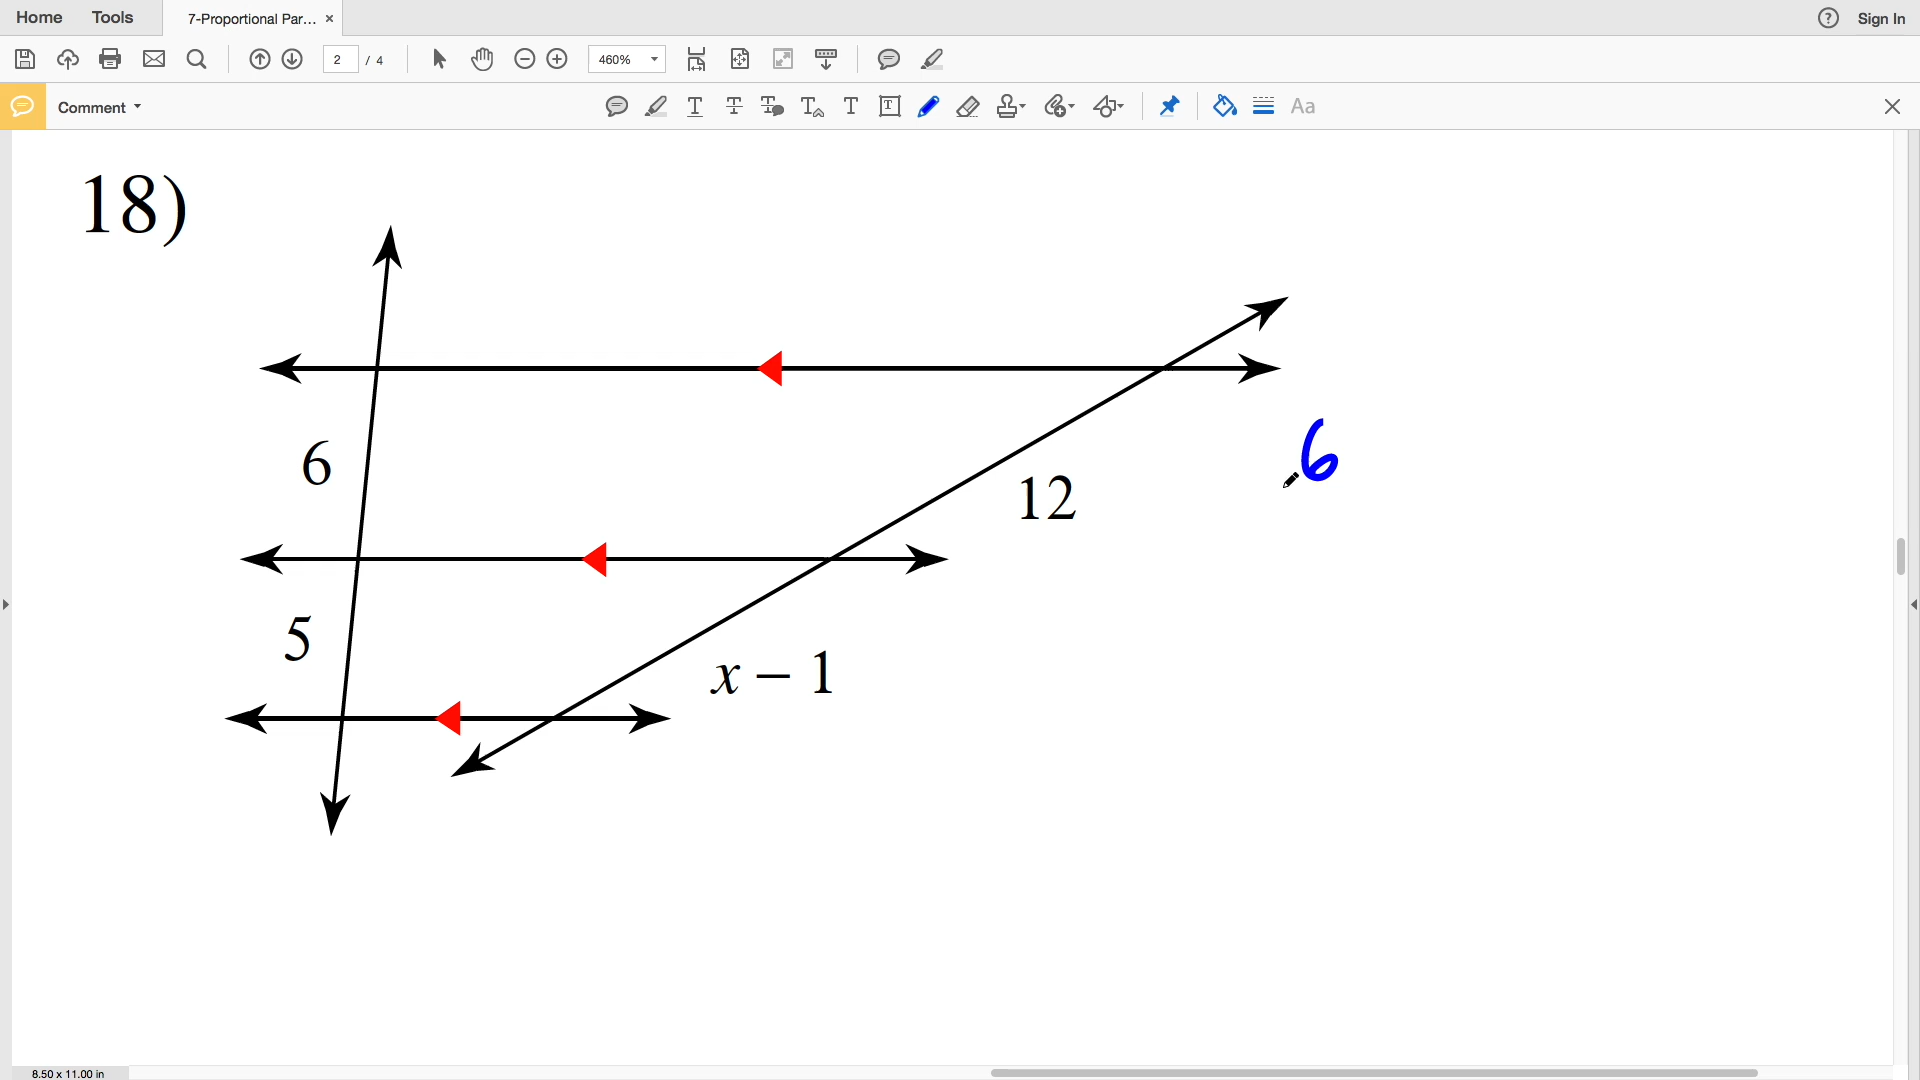 Home Tools 7-Proportional Par... × ? Sign In
2 / 4 460%
Comment Aa
18)
6
6
12
5
x − 1
8.50 x 11.00 in